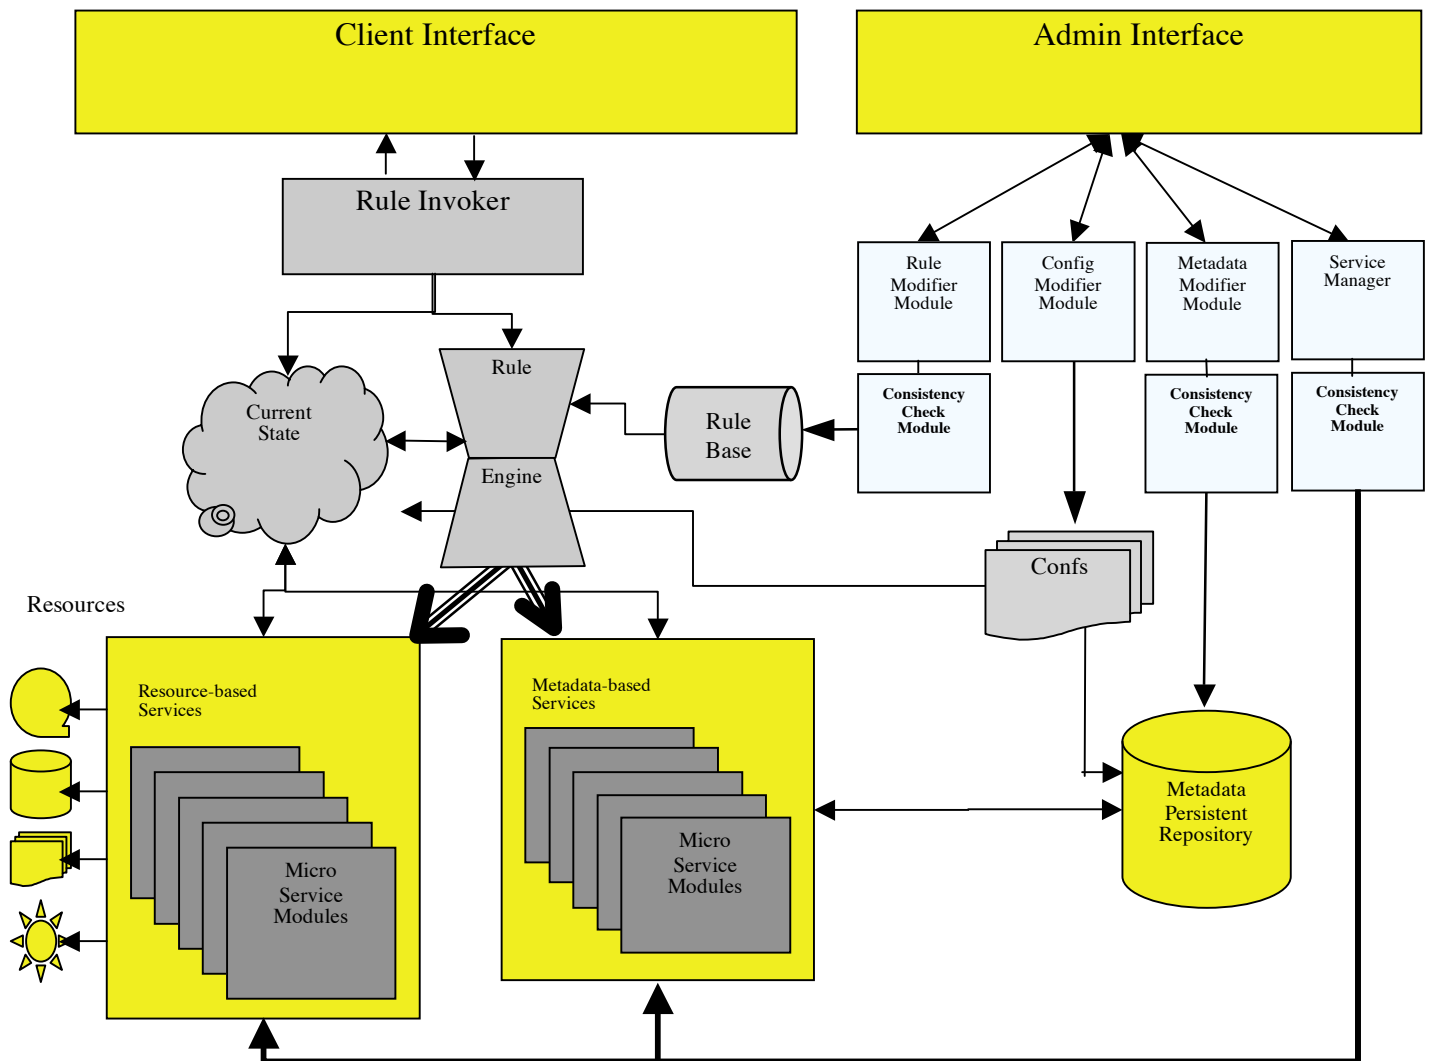 Client Interface
Admin Interface
Rule Invoker
Rule
Modifier
Module
Config
Modifier
Module
Metadata
Modifier
Module
Service
Manager
Rule
Engine
Current
State
Rule
Base
Consistency
Check
Module
Consistency
Check
Module
Consistency
Check
Module
Confs
Resources
Resource-based
Services
Micro
Service
Modules
Metadata-based
Services
Micro
Service
Modules
Metadata
Persistent
Repository